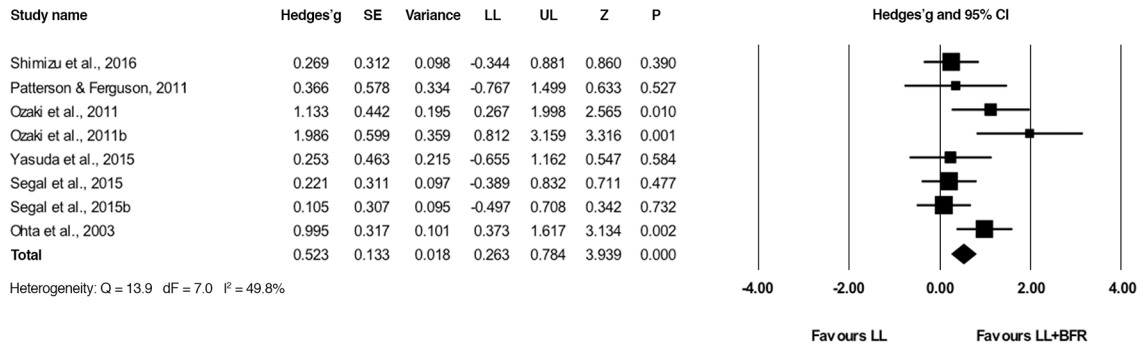 Study name Hedges'g SE Variance LL UL Z P Hedges'g and 95% CI
Shimizu et al., 2016 0.269 0.312 0.098 -0.344 0.881 0.860 0.390
Patterson & Ferguson, 2011 0.366 0.578 0.334 -0.767 1.499 0.633 0.527
Ozaki et al., 2011 1.133 0.442 0.195 0.267 1.998 2.565 0.010
Ozaki et al., 2011b 1.986 0.599 0.359 0.812 3.159 3.316 0.001
Yasuda et al., 2015 0.253 0.463 0.215 -0.655 1.162 0.547 0.584
Segal et al., 2015 0.221 0.311 0.097 -0.389 0.832 0.711 0.477
Segal et al., 2015b 0.105 0.307 0.095 -0.497 0.708 0.342 0.732
Ohta et al., 2003 0.995 0.317 0.101 0.373 1.617 3.134 0.002
Total 0.523 0.133 0.018 0.263 0.784 3.939 0.000
Heterogeneity: Q = 13.9 dF = 7.0 I² = 49.8%
-4.00 -2.00 0.00 2.00 4.00
Favours LL Favours LL+BFR